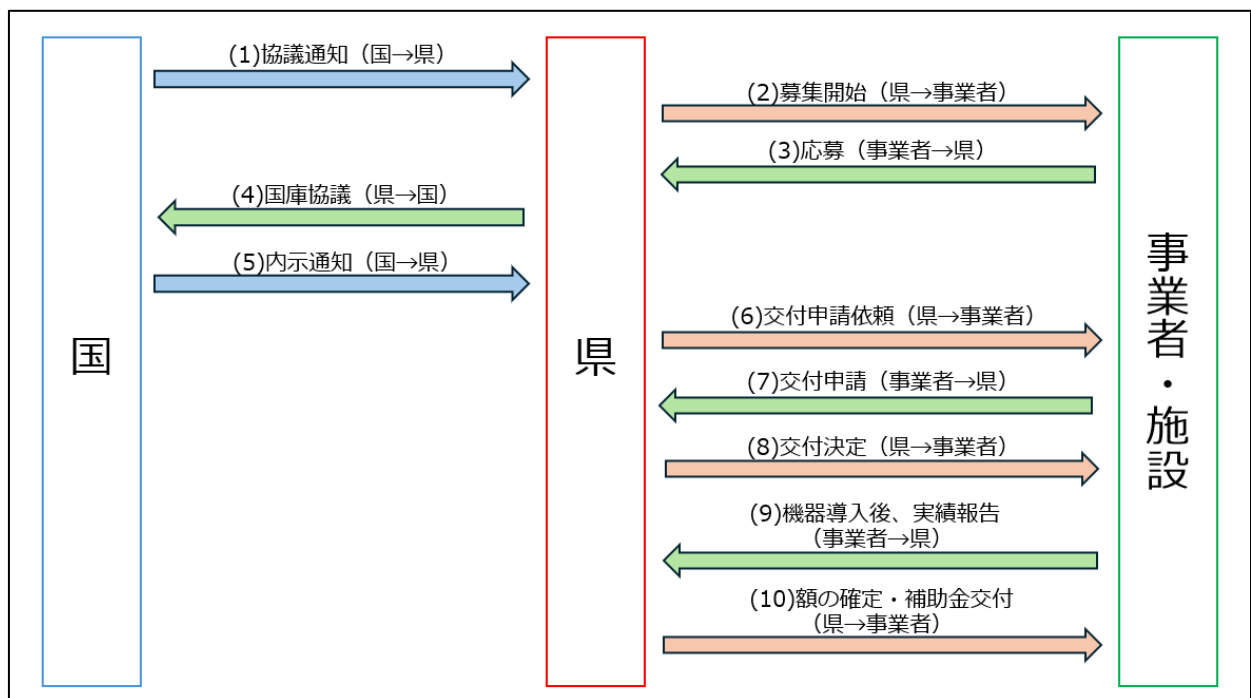 (1)協議通知（国→県）
(2)募集開始（県→事業者）
(3)応募（事業者→県）
(4)国庫協議（県→国）
(5)内示通知（国→県）
(6)交付申請依頼（県→事業者）
(7)交付申請（事業者→県）
(8)交付決定（県→事業者）
(9)機器導入後、実績報告
（事業者→県）
(10)額の確定・補助金交付
（県→事業者）
国
県
事業者・施設